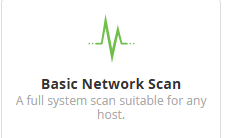 Basic Network Scan
A full system scan suitable for any
host.